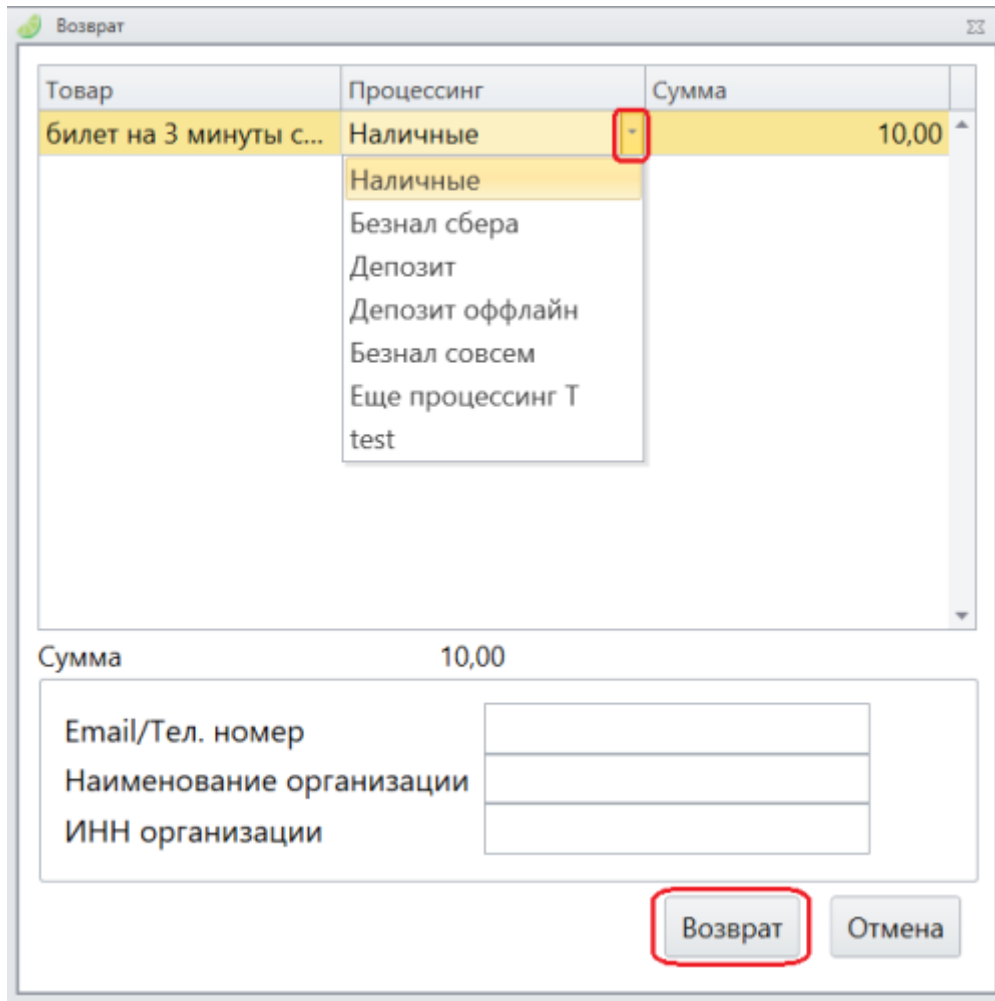 Возврат
Товар Процессинг Сумма
билет на 3 минуты с... Наличные 10,00
Наличные
Безнал сбера
Депозит
Депозит оффлайн
Безнал совсем
Еще процессинг Т
test
Сумма 10,00
Email/Тел. номер
Наименование организации
ИНН организации
Возврат Отмена